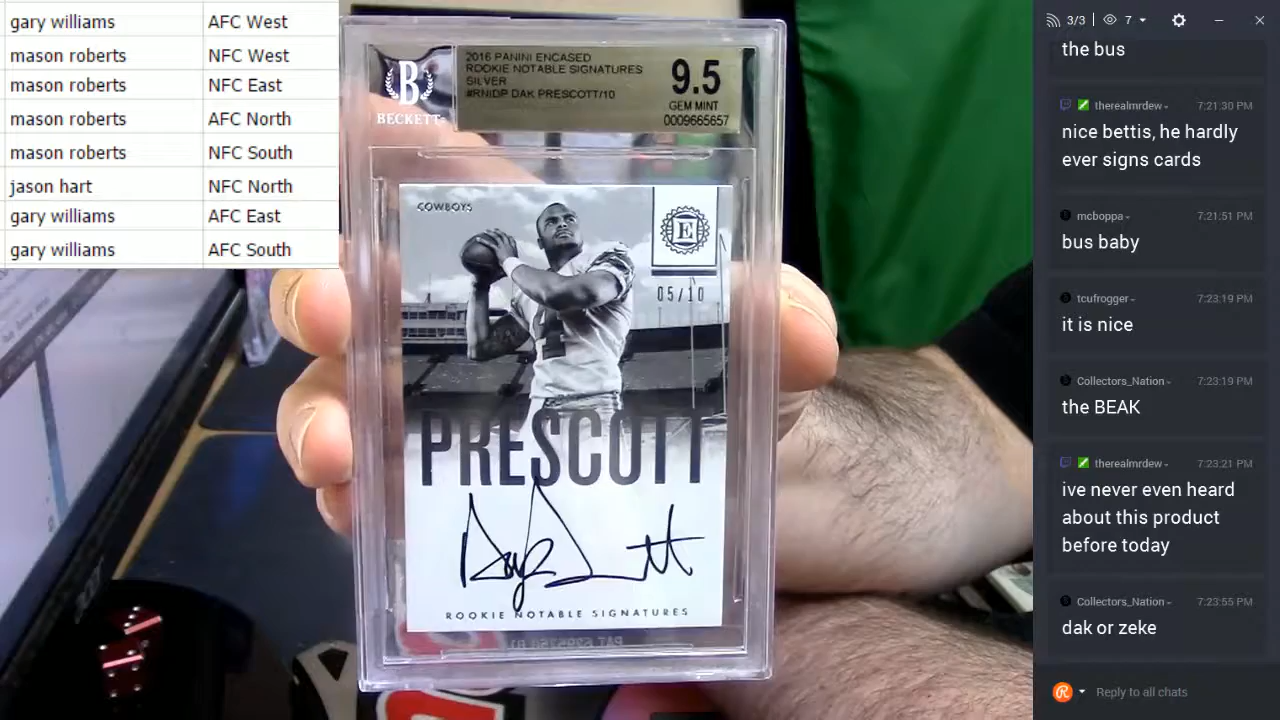 gary williams AFC West
mason roberts NFC West
mason roberts NFC East
mason roberts AFC North
mason roberts NFC South
jason hart NFC North
gary williams AFC East
gary williams AFC South
B
BECKETT
2016 PANINI ENCASED
ROOKIE NOTABLE SIGNATURES
SILVER
#RNIDP DAK PRESCOTT/10
9.5
GEM MINT
0009665657
COWBOYS
E
05/10
4
PRESCOTT
ROOKIE NOTABLE SIGNATURES
3/3 7
the bus
therealmrdew 7:21:30 PM
nice bettis, he hardly
ever signs cards
mcboppa 7:21:51 PM
bus baby
tcufrogger 7:23:19 PM
it is nice
Collectors_Nation 7:23:19 PM
the BEAK
therealmrdew 7:23:21 PM
ive never even heard
about this product
before today
Collectors_Nation 7:23:55 PM
dak or zeke
Reply to all chats